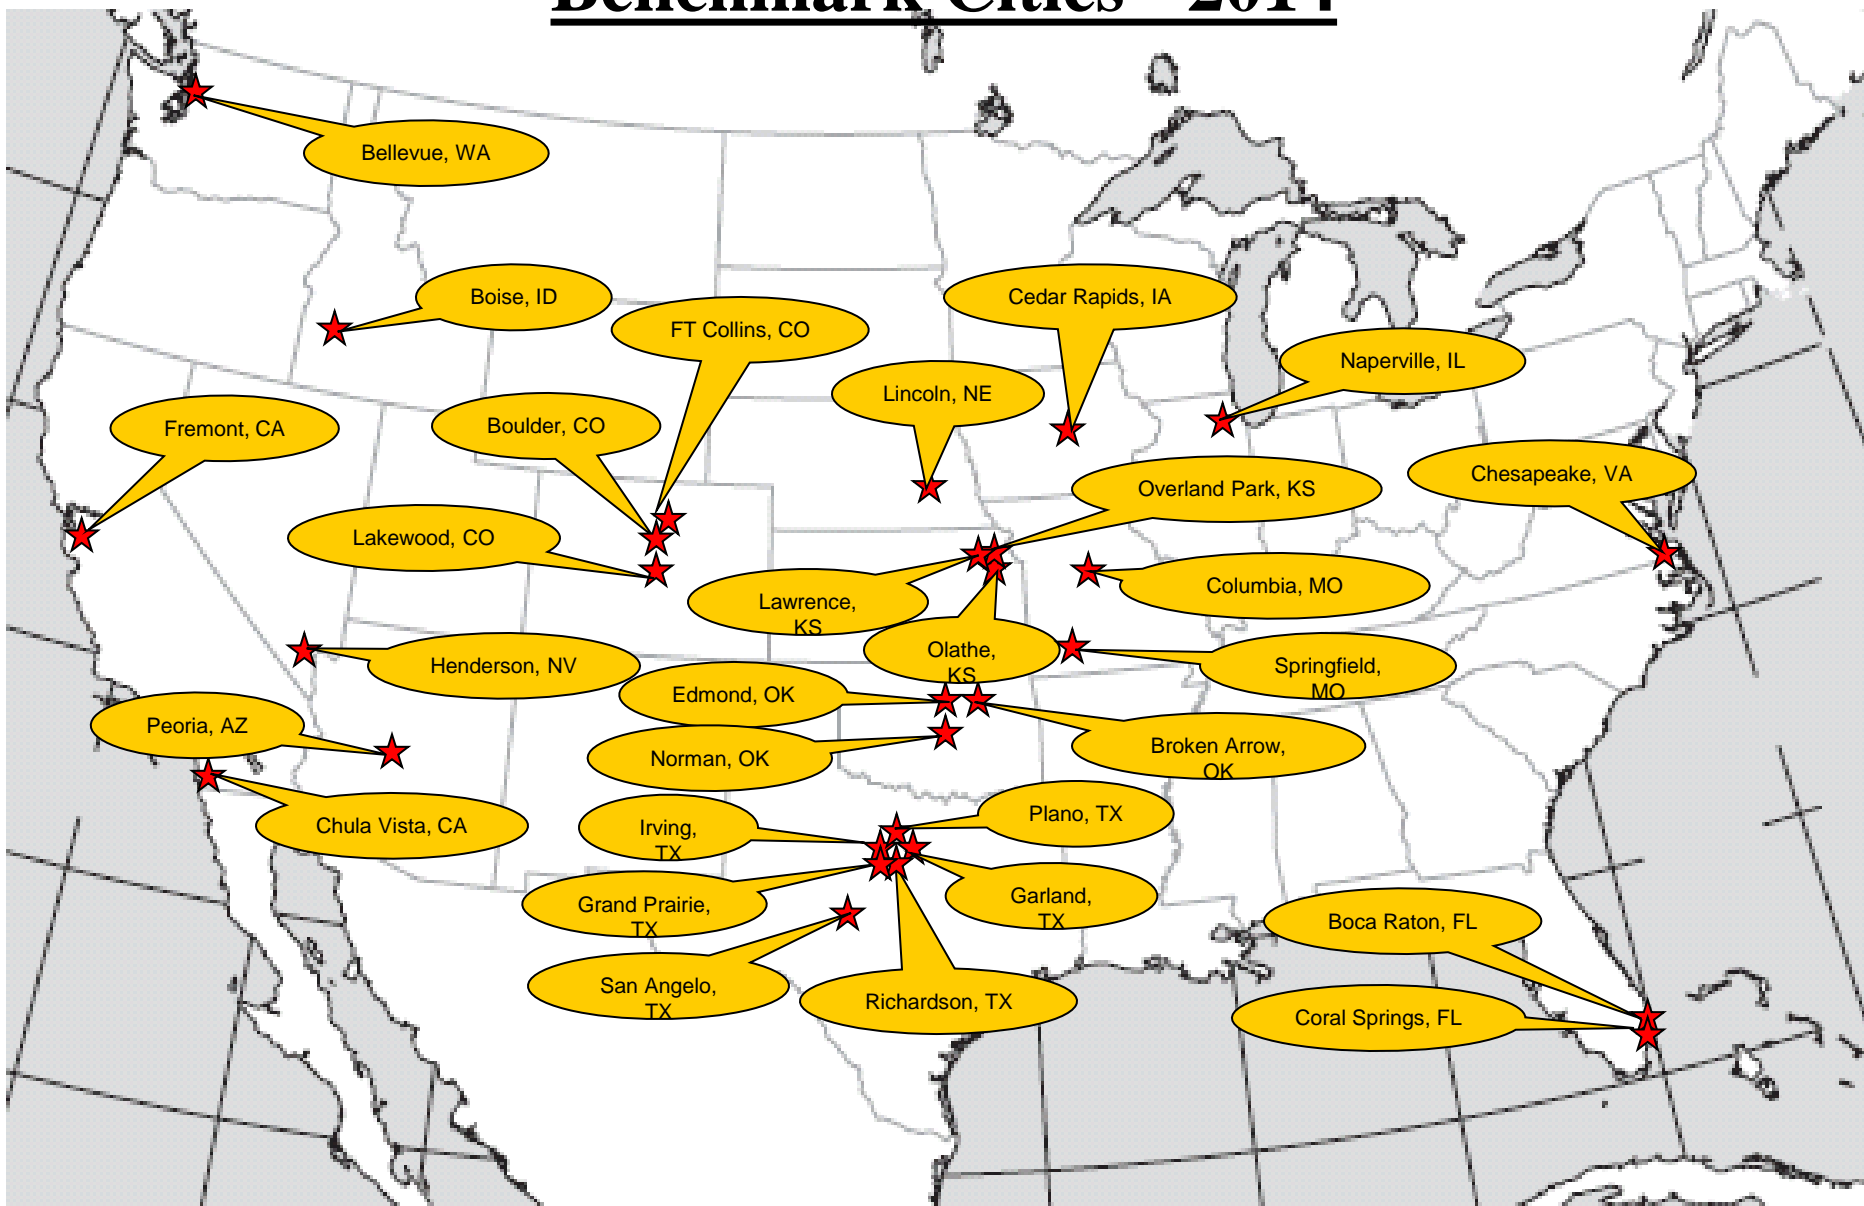 Benchmark Cities - 2014
Bellevue, WA
Boise, ID
FT Collins, CO
Cedar Rapids, IA
Naperville, IL
Lincoln, NE
Fremont, CA
Boulder, CO
Chesapeake, VA
Overland Park, KS
Lakewood, CO
Columbia, MO
Lawrence,
KS
Olathe,
KS
Henderson, NV
Springfield,
MO
Edmond, OK
Peoria, AZ
Norman, OK
Broken Arrow,
OK
Chula Vista, CA
Irving,
TX
Plano, TX
Grand Prairie,
TX
Garland,
TX
Boca Raton, FL
San Angelo,
TX
Richardson, TX
Coral Springs, FL